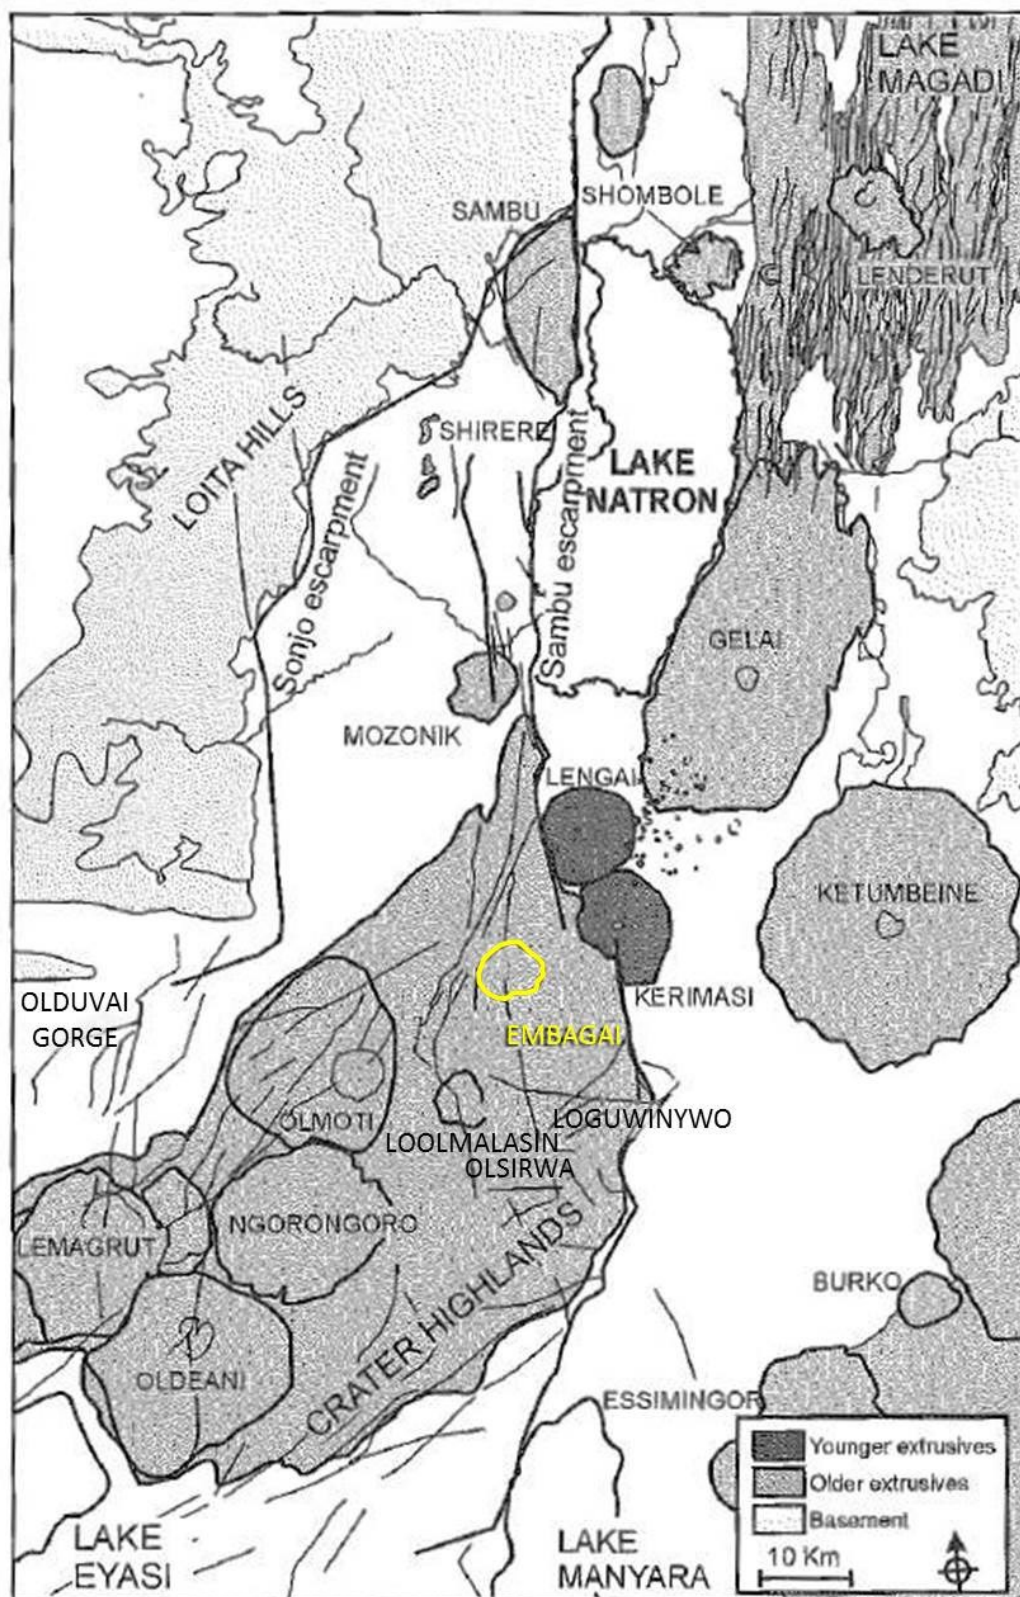 LAKE
MAGADI
SHOMBOLE
SAMBU
LENDERUT
LOITA HILLS
SHIRERE
Sonjo escarpment
Sambu escarpment
LAKE
NATRON
GELAI
MOZONIK
LENGAI
KETUMBEINE
KERIMASI
OLDUVAI
GORGE
EMBAGAI
OLMOTI
LOOLMALASIN
LOGUWINYWO
OLSIRWA
NGORONGORO
LEMAGRUT
CRATER HIGHLANDS
BURKO
OLDEANI
ESSIMINGOR
Younger extrusives
Older extrusives
Basement
10 Km
LAKE
EYASI
LAKE
MANYARA